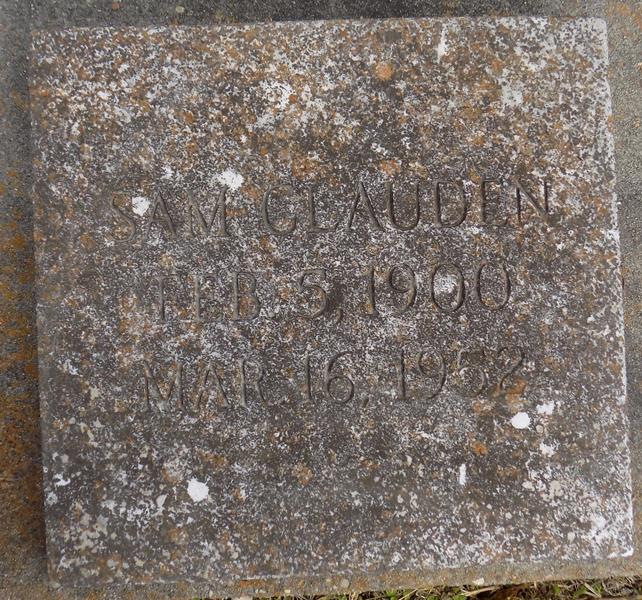 SAM CLAUDEN
FEB. 5, 1900
MAR. 16, 1952